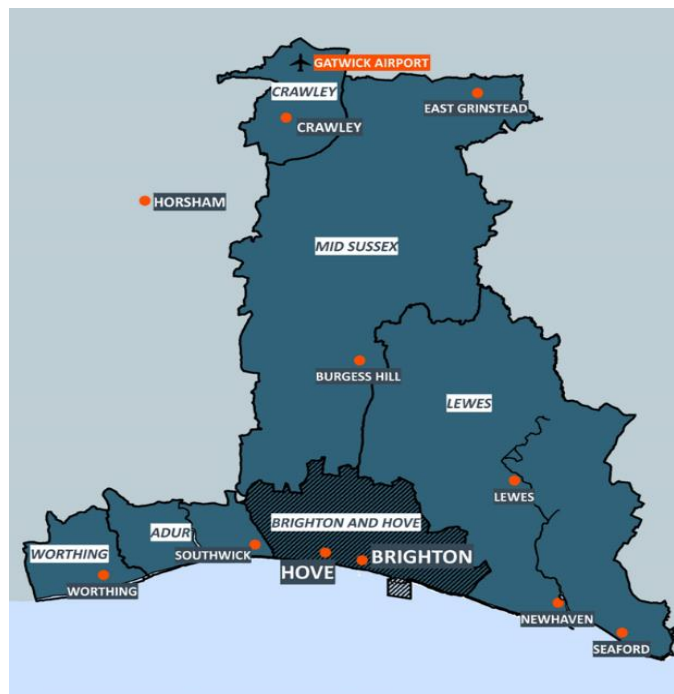 GATWICK AIRPORT
CRAWLEY
EAST GRINSTEAD
CRAWLEY
HORSHAM
MID SUSSEX
BURGESS HILL
LEWES
LEWES
BRIGHTON AND HOVE
ADUR
WORTHING
SOUTHWICK
BRIGHTON
HOVE
WORTHING
NEWHAVEN
SEAFORD